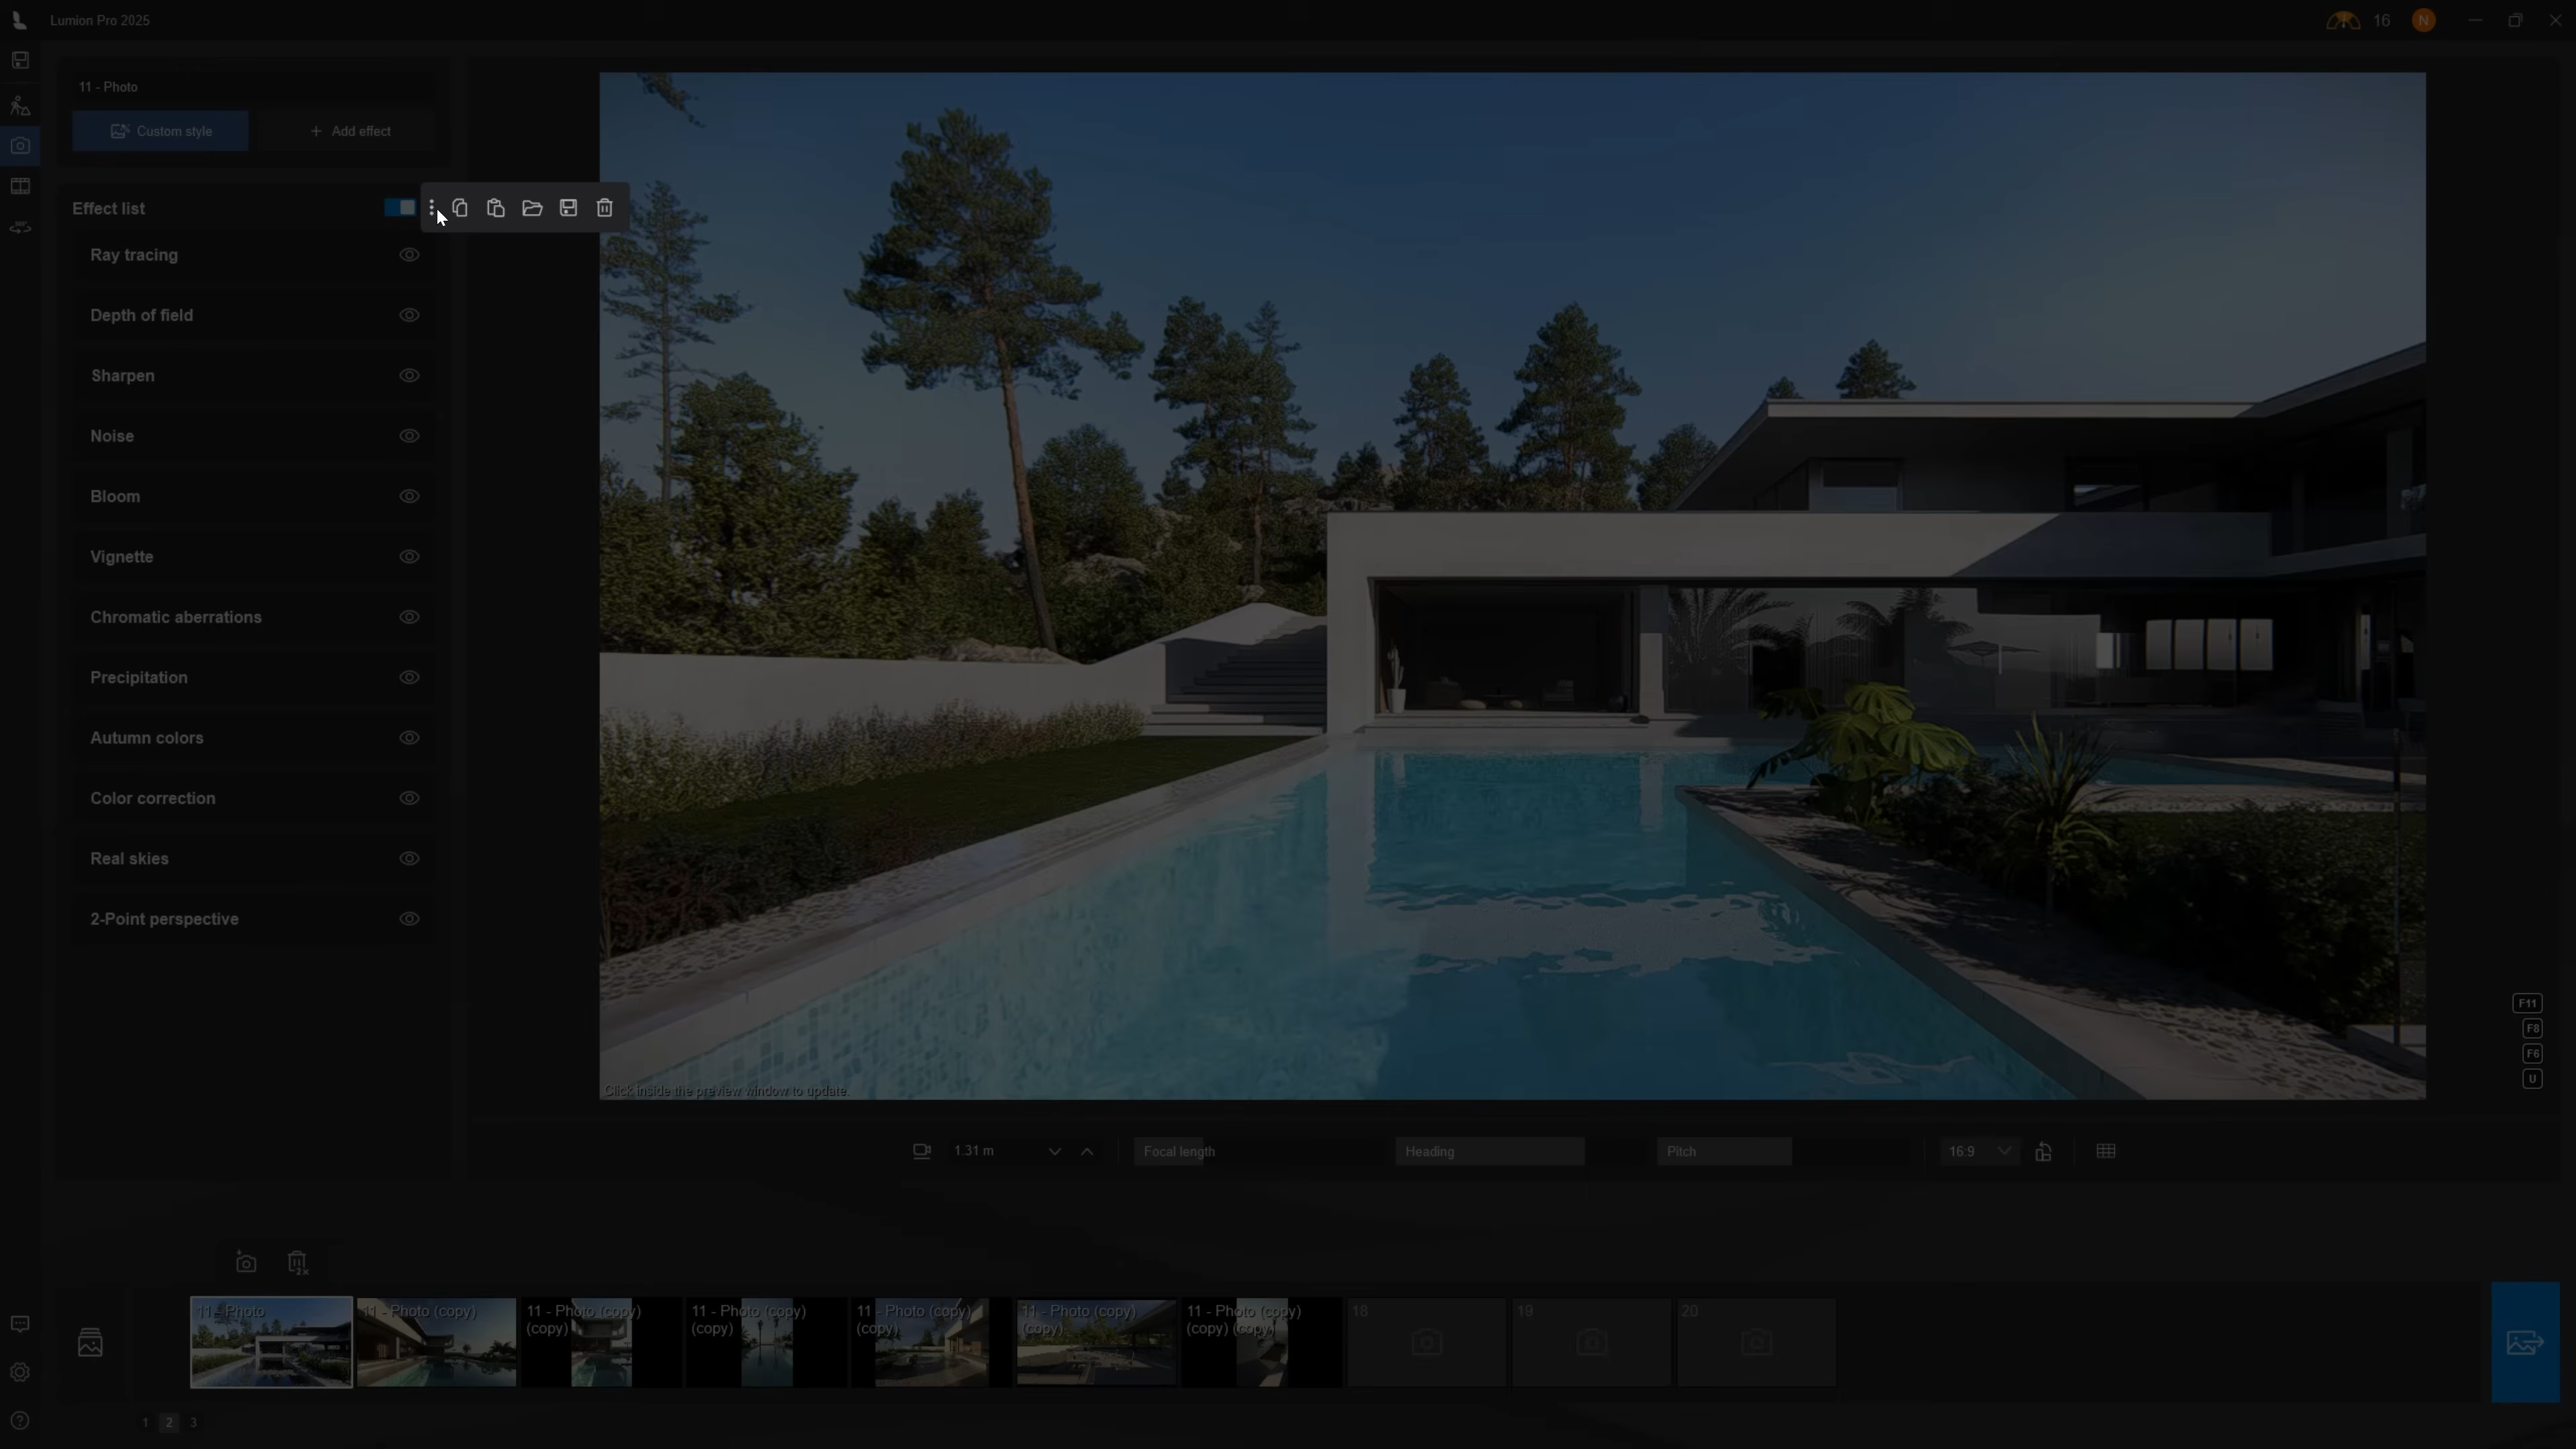 Lumion Pro 2025
16
N
11 - Photo
Custom style
+ Add effect
Effect list
Ray tracing
Depth of field
Sharpen
Noise
Bloom
Vignette
Chromatic aberrations
Precipitation
Autumn colors
Color correction
Real skies
2-Point perspective
Click inside the preview window to update.
F11
F8
F6
U
1.31 m
Focal length
Heading
Pitch
16:9
2x
11 - Photo
11 - Photo (copy)
11 - Photo (copy)
(copy)
11 - Photo (copy)
(copy)
11 - Photo (copy)
(copy)
11 - Photo (copy)
(copy)
11 - Photo (copy)
(copy) (copy)
18
19
20
1 2 3